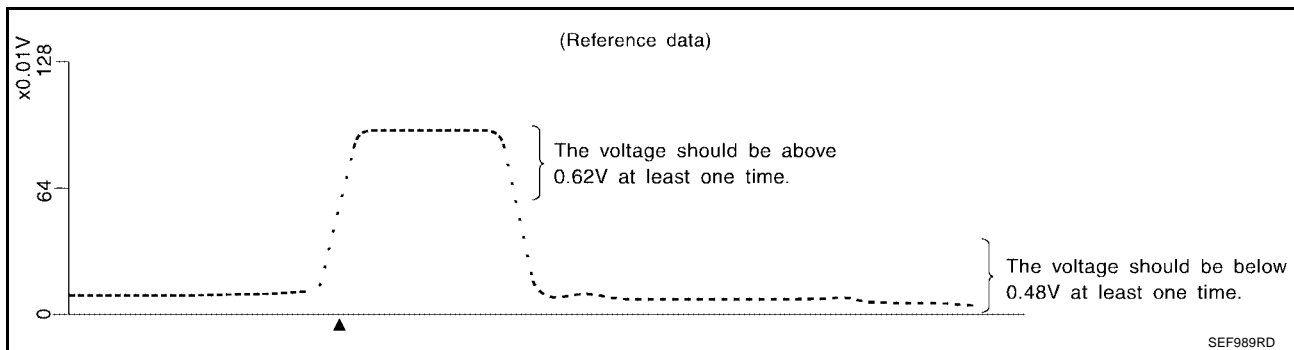 (Reference data)
x0.01V
128
64
0
The voltage should be above
0.62V at least one time.
The voltage should be below
0.48V at least one time.
SEF989RD